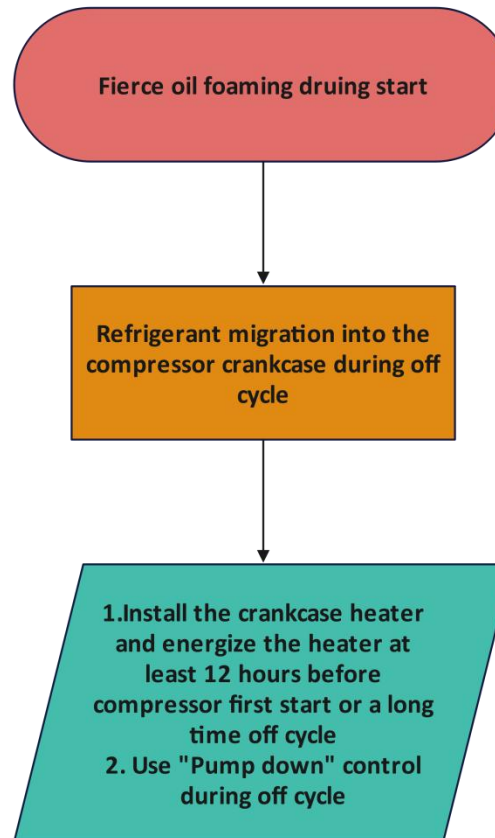 Fierce oil foaming druing start
Refrigerant migration into the
compressor crankcase during off
cycle
1.Install the crankcase heater
and energize the heater at
least 12 hours before
compressor first start or a long
time off cycle
2. Use "Pump down" control
during off cycle